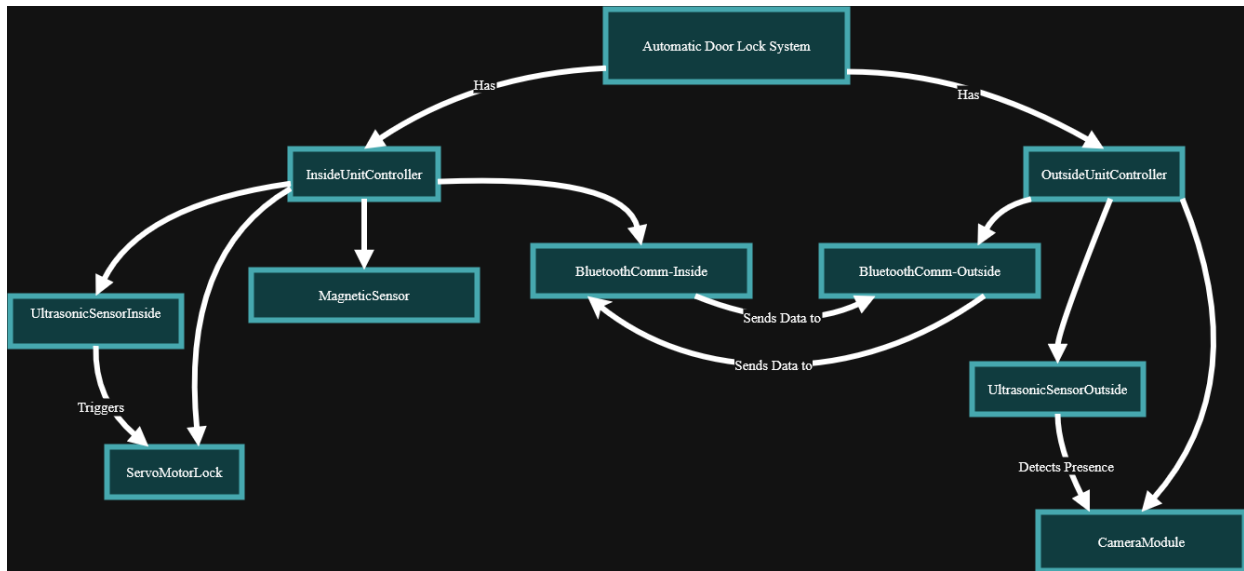 Automatic Door Lock System
Has
Has
InsideUnitController
OutsideUnitController
BluetoothComm-Inside
BluetoothComm-Outside
MagneticSensor
UltrasonicSensorInside
Sends Data to
Sends Data to
UltrasonicSensorOutside
Triggers
ServoMotorLock
Detects Presence
CameraModule